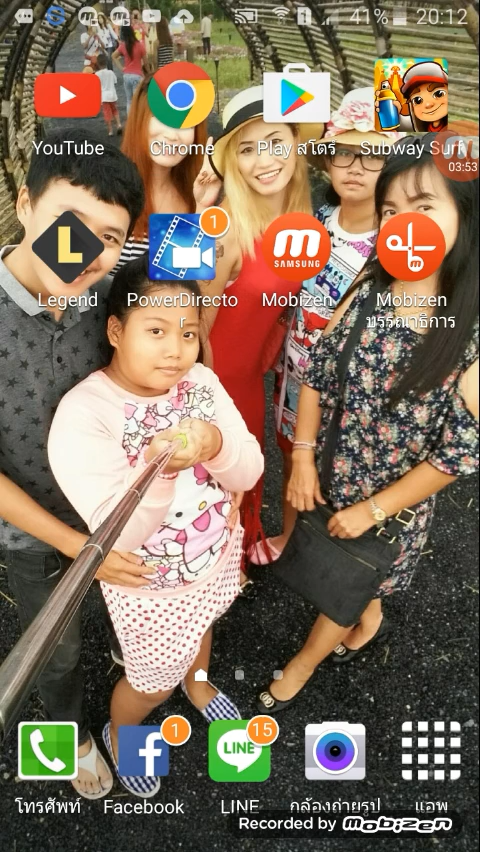 41% 20:12
YouTube
Chrome
Play สโตร์
Subway Surf
03:53
L
1
m
SAMSUNG
m
Legend
PowerDirecto
r
Mobizen
Mobizen
บรรณาธิการ
1
LINE
15
โทรศัพท์
Facebook
LINE
กล้องถ่ายรูป
แอพ
Recorded by mobizen